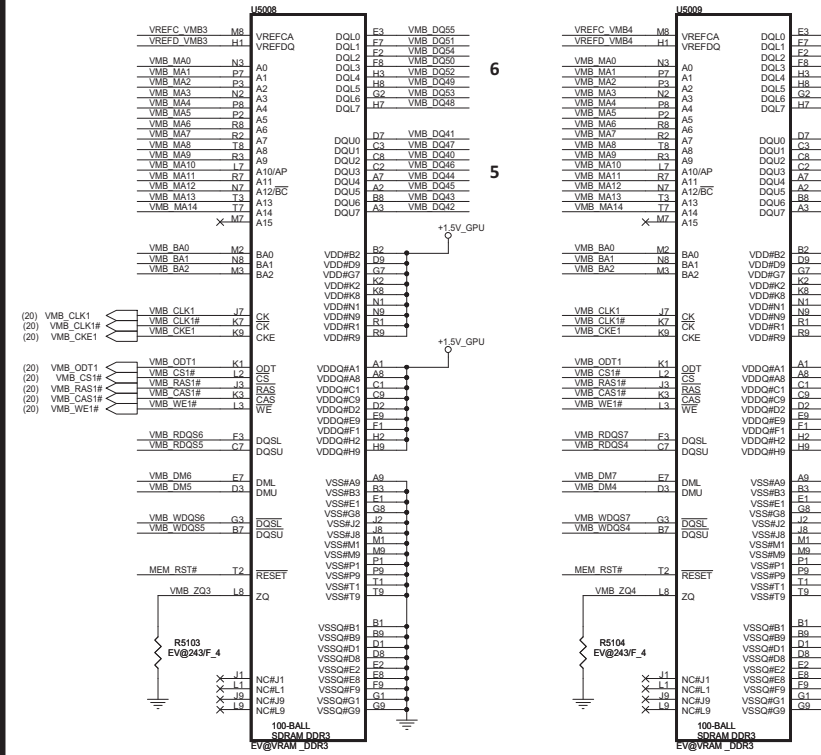 U5008
VREFC_VMB3 M8 VREFCA DQL0 E3 VMB_DQ55
VREFD_VMB3 H1 VREFDQ DQL1 F7 VMB_DQ51
DQL2 F2 VMB_DQ54
VMB_MA0 N3 A0 DQL3 F8 VMB_DQ50
VMB_MA1 P7 A1 DQL4 H3 VMB_DQ52
VMB_MA2 P3 A2 DQL5 H8 VMB_DQ49
VMB_MA3 N2 A3 DQL6 G2 VMB_DQ53
VMB_MA4 P8 A4 DQL7 H7 VMB_DQ48
6
VMB_MA5 P2 A5
VMB_MA6 R8 A6
VMB_MA7 R2 A7 DQU0 D7 VMB_DQ41
VMB_MA8 T8 A8 DQU1 C3 VMB_DQ47
VMB_MA9 R3 A9 DQU2 C8 VMB_DQ40
VMB_MA10 L7 A10/AP DQU3 C2 VMB_DQ46
VMB_MA11 R7 A11 DQU4 A7 VMB_DQ44
VMB_MA12 N7 A12/BC DQU5 A2 VMB_DQ45
VMB_MA13 T3 A13 DQU6 B8 VMB_DQ43
VMB_MA14 T7 A14 DQU7 A3 VMB_DQ42
5
M7 A15
+1.5V_GPU
VMB_BA0 M2 BA0 VDD#B2 B2
VMB_BA1 N8 BA1 VDD#D9 D9
VMB_BA2 M3 BA2 VDD#G7 G7
VDD#K2 K2
VDD#K8 K8
VDD#N1 N1
(20) VMB_CLK1 VMB_CLK1 J7 CK VDD#N9 N9
(20) VMB_CLK1# VMB_CLK1# K7 CK VDD#R1 R1
(20) VMB_CKE1 VMB_CKE1 K9 CKE VDD#R9 R9
+1.5V_GPU
(20) VMB_ODT1 VMB_ODT1 K1 ODT VDDQ#A1 A1
(20) VMB_CS1# VMB_CS1# L2 CS VDDQ#A8 A8
(20) VMB_RAS1# VMB_RAS1# J3 RAS VDDQ#C1 C1
(20) VMB_CAS1# VMB_CAS1# K3 CAS VDDQ#C9 C9
(20) VMB_WE1# VMB_WE1# L3 WE VDDQ#D2 D2
VDDQ#E9 E9
VDDQ#F1 F1
VMB_RDQS6 F3 DQSL VDDQ#H2 H2
VMB_RDQS5 C7 DQSU VDDQ#H9 H9
VMB_DM6 E7 DML VSS#A9 A9
VMB_DM5 D3 DMU VSS#B3 B3
VSS#E1 E1
VSS#G8 G8
VMB_WDQS6 G3 DQSL VSS#J2 J2
VMB_WDQS5 B7 DQSU VSS#J8 J8
VSS#M1 M1
VSS#M9 M9
VSS#P1 P1
MEM_RST# T2 RESET VSS#P9 P9
VSS#T1 T1
VMB_ZQ3 L8 ZQ VSS#T9 T9
VSSQ#B1 B1
VSSQ#B9 B9
R5103 VSSQ#D1 D1
EV@243/F_4 VSSQ#D8 D8
VSSQ#E2 E2
J1 NC#J1 VSSQ#E8 E8
L1 NC#L1 VSSQ#F9 F9
J9 NC#J9 VSSQ#G1 G1
L9 NC#L9 VSSQ#G9 G9
100-BALL
SDRAM DDR3
EV@VRAM _DDR3
U5009
VREFC_VMB4 M8 VREFCA DQL0 E3
VREFD_VMB4 H1 VREFDQ DQL1 F7
DQL2 F2
VMB_MA0 N3 A0 DQL3 F8
VMB_MA1 P7 A1 DQL4 H3
VMB_MA2 P3 A2 DQL5 H8
VMB_MA3 N2 A3 DQL6 G2
VMB_MA4 P8 A4 DQL7 H7
VMB_MA5 P2 A5
VMB_MA6 R8 A6
VMB_MA7 R2 A7 DQU0 D7
VMB_MA8 T8 A8 DQU1 C3
VMB_MA9 R3 A9 DQU2 C8
VMB_MA10 L7 A10/AP DQU3 C2
VMB_MA11 R7 A11 DQU4 A7
VMB_MA12 N7 A12/BC DQU5 A2
VMB_MA13 T3 A13 DQU6 B8
VMB_MA14 T7 A14 DQU7 A3
M7 A15
VMB_BA0 M2 BA0 VDD#B2 B2
VMB_BA1 N8 BA1 VDD#D9 D9
VMB_BA2 M3 BA2 VDD#G7 G7
VDD#K2 K2
VDD#K8 K8
VDD#N1 N1
VMB_CLK1 J7 CK VDD#N9 N9
VMB_CLK1# K7 CK VDD#R1 R1
VMB_CKE1 K9 CKE VDD#R9 R9
VMB_ODT1 K1 ODT VDDQ#A1 A1
VMB_CS1# L2 CS VDDQ#A8 A8
VMB_RAS1# J3 RAS VDDQ#C1 C1
VMB_CAS1# K3 CAS VDDQ#C9 C9
VMB_WE1# L3 WE VDDQ#D2 D2
VDDQ#E9 E9
VDDQ#F1 F1
VMB_RDQS7 F3 DQSL VDDQ#H2 H2
VMB_RDQS4 C7 DQSU VDDQ#H9 H9
VMB_DM7 E7 DML VSS#A9 A9
VMB_DM4 D3 DMU VSS#B3 B3
VSS#E1 E1
VSS#G8 G8
VMB_WDQS7 G3 DQSL VSS#J2 J2
VMB_WDQS4 B7 DQSU VSS#J8 J8
VSS#M1 M1
VSS#M9 M9
VSS#P1 P1
MEM_RST# T2 RESET VSS#P9 P9
VSS#T1 T1
VMB_ZQ4 L8 ZQ VSS#T9 T9
VSSQ#B1 B1
VSSQ#B9 B9
R5104 VSSQ#D1 D1
EV@243/F_4 VSSQ#D8 D8
VSSQ#E2 E2
J1 NC#J1 VSSQ#E8 E8
L1 NC#L1 VSSQ#F9 F9
J9 NC#J9 VSSQ#G1 G1
L9 NC#L9 VSSQ#G9 G9
100-BALL
SDRAM DDR3
EV@VRAM _DDR3